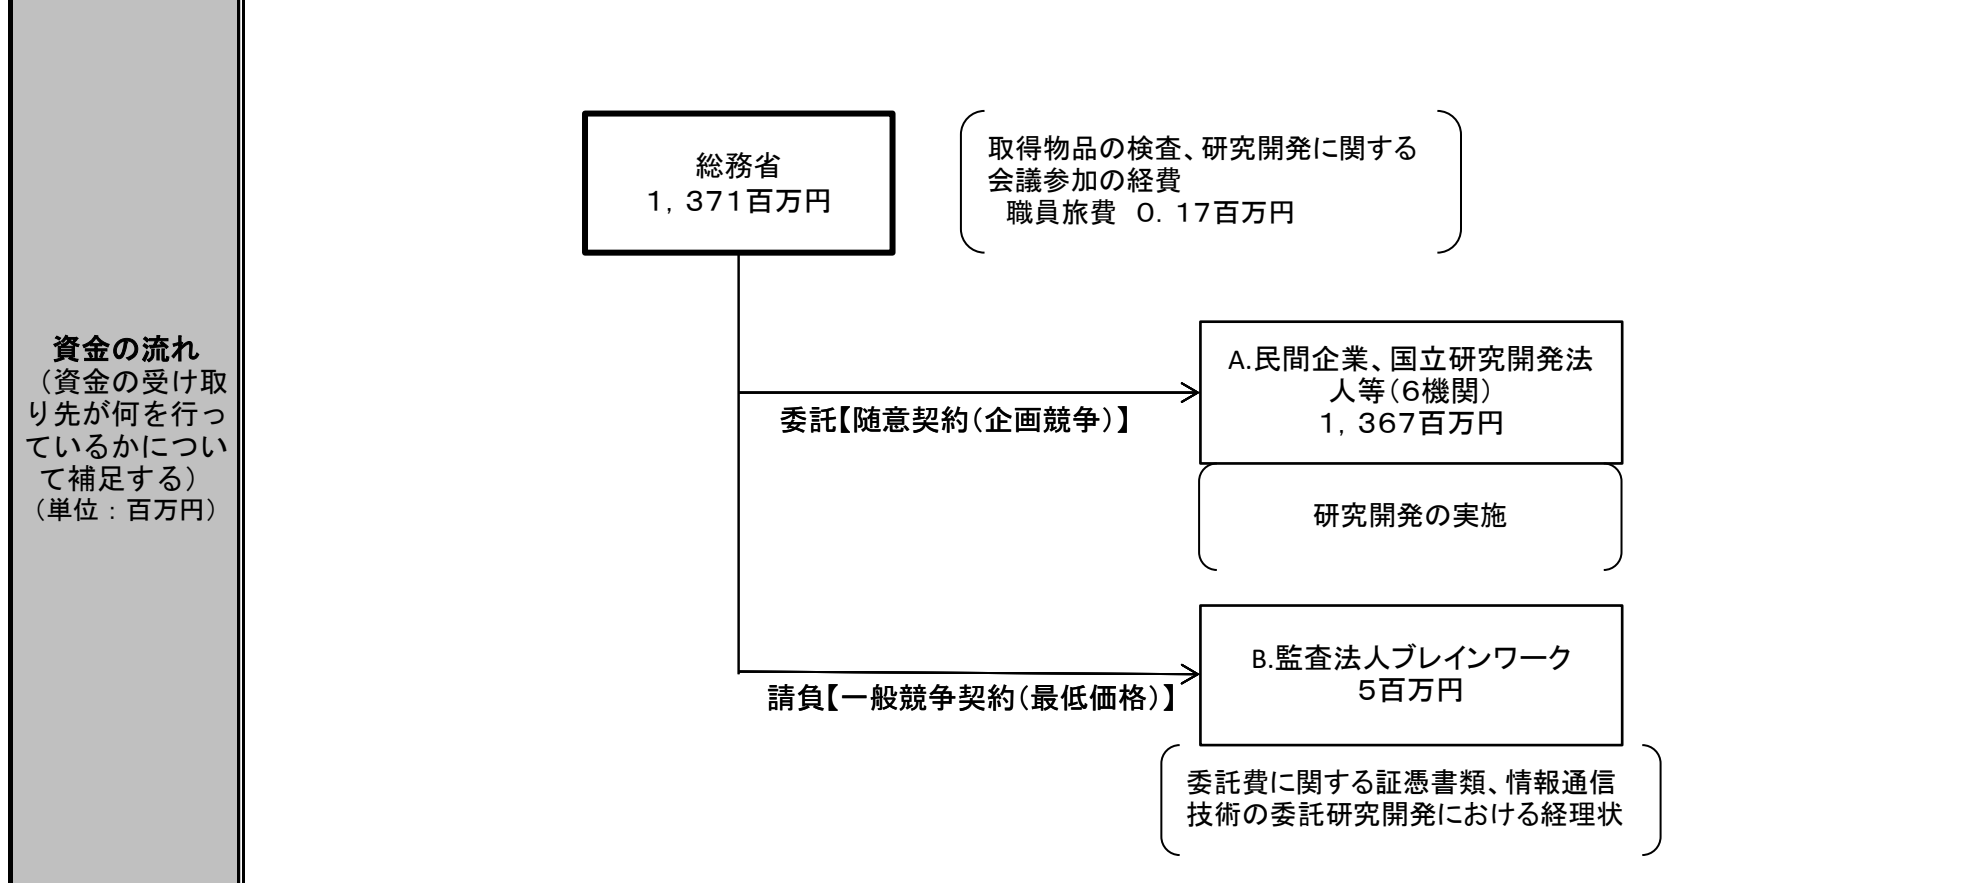 資金の流れ
（資金の受け取
り先が何を行っ
ているかについ
て補足する）
（単位：百万円）
総務省
１，３７１百万円
取得物品の検査、研究開発に関する
会議参加の経費
職員旅費　０．１７百万円
A.民間企業、国立研究開発法
人等（６機関）
１，３６７百万円
委託【随意契約（企画競争）】
研究開発の実施
B.監査法人ブレインワーク
５百万円
請負【一般競争契約（最低価格）】
委託費に関する証憑書類、情報通信
技術の委託研究開発における経理状